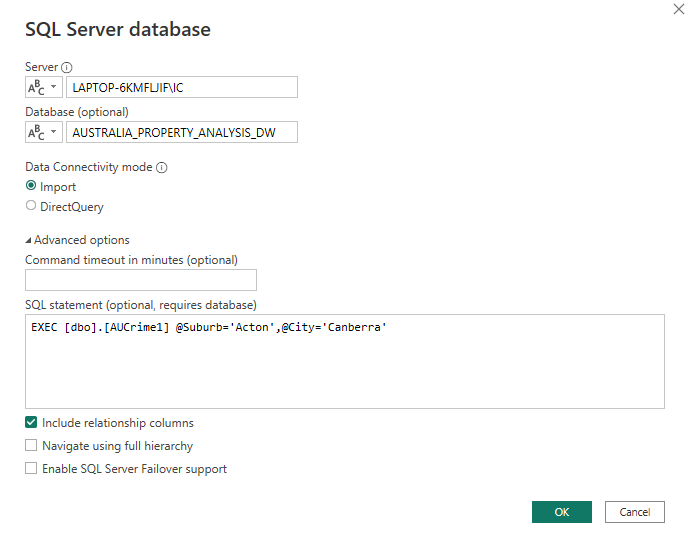 SQL Server database
Server
ABC LAPTOP-6KMFLJIF\IC
Database (optional)
ABC AUSTRALIA_PROPERTY_ANALYSIS_DW
Data Connectivity mode
Import
DirectQuery
Advanced options
Command timeout in minutes (optional)
SQL statement (optional, requires database)
EXEC [dbo].[AUCrime1] @Suburb='Acton',@City='Canberra'
Include relationship columns
Navigate using full hierarchy
Enable SQL Server Failover support
OK Cancel